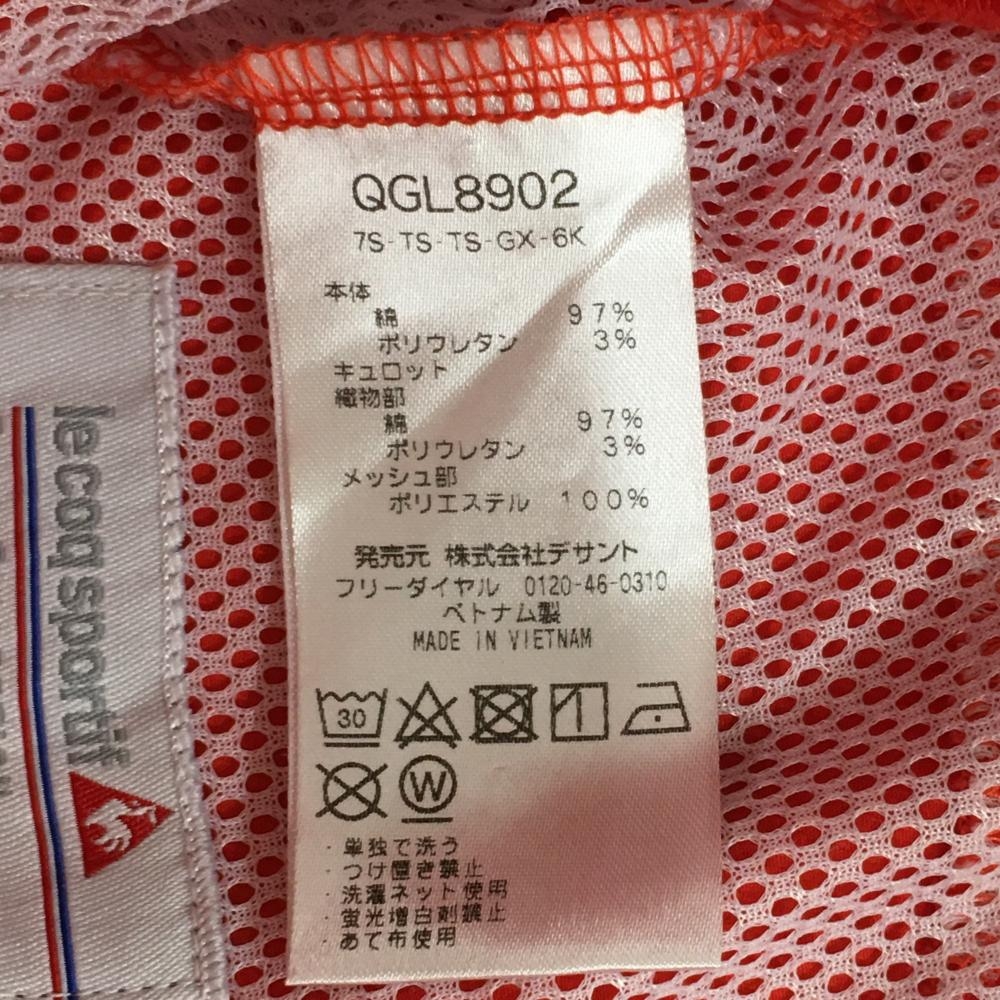 QGL8902
7S-TS-TS-GX-6K
本体
綿 97%
ポリウレタン 3%
キュロット
織物部
綿 97%
ポリウレタン 3%
メッシュ部
ポリエステル 100%
発売元 株式会社デサント
フリーダイヤル 0120-46-0310
ベトナム製
MADE IN VIETNAM
30
W
・単独で洗う
・つけ置き禁止
・洗濯ネット使用
・蛍光増白剤禁止
・あて布使用
lecoqsportif